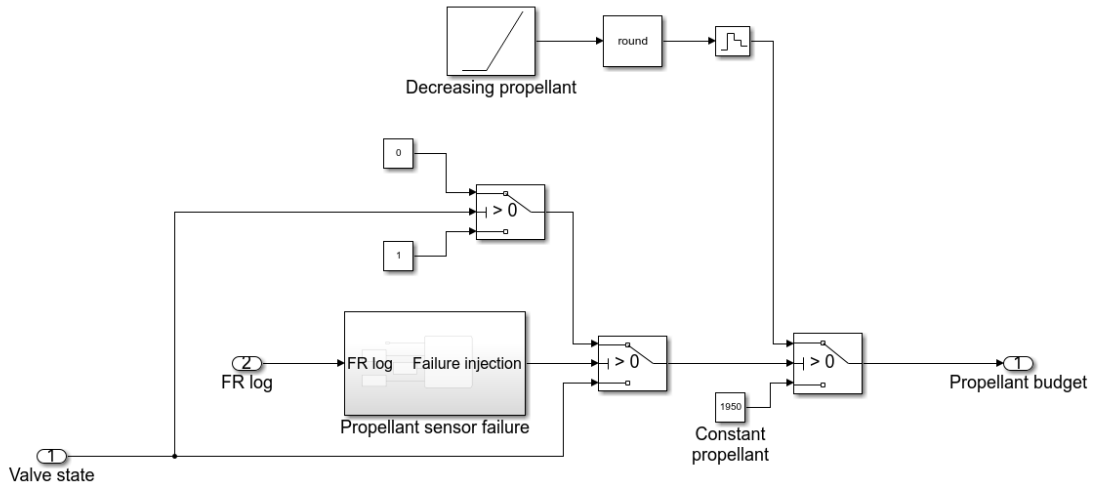 round
Decreasing propellant
0
> 0
1
FR log
Failure injection
> 0
> 0
2
FR log
1
Propellant budget
1950
Propellant sensor failure
Constant
propellant
1
Valve state